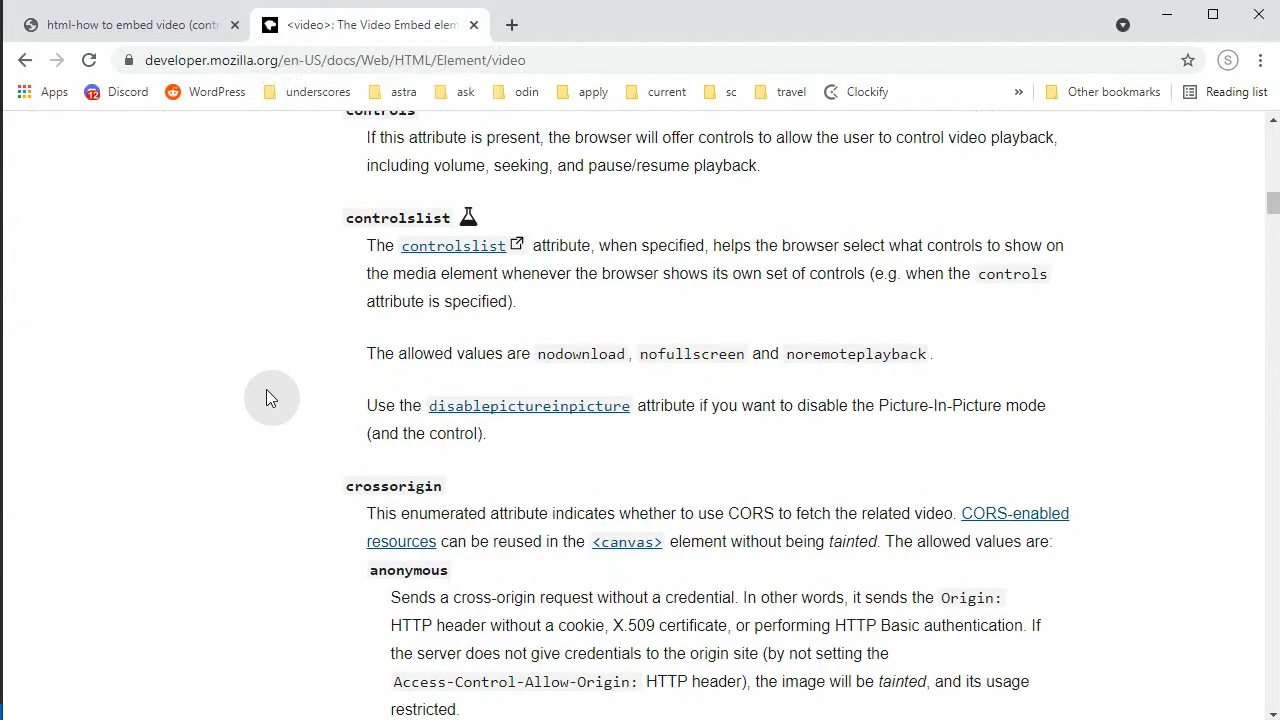 html-how to embed video (cont
<video>: The Video Embed elem
developer.mozilla.org/en-US/docs/Web/HTML/Element/video
S
Apps
12
Discord
WordPress
underscores
astra
ask
odin
apply
current
sc
travel
Clockify
»
Other bookmarks
Reading list
controls
If this attribute is present, the browser will offer controls to allow the user to control video playback,
including volume, seeking, and pause/resume playback.
controlslist
The controlslist attribute, when specified, helps the browser select what controls to show on
the media element whenever the browser shows its own set of controls (e.g. when the controls
attribute is specified).
The allowed values are nodownload, nofullscreen and noremoteplayback.
Use the disablepictureinpicture attribute if you want to disable the Picture-In-Picture mode
(and the control).
crossorigin
This enumerated attribute indicates whether to use CORS to fetch the related video. CORS-enabled
resources can be reused in the <canvas> element without being tainted. The allowed values are:
anonymous
Sends a cross-origin request without a credential. In other words, it sends the Origin:
HTTP header without a cookie, X.509 certificate, or performing HTTP Basic authentication. If
the server does not give credentials to the origin site (by not setting the
Access-Control-Allow-Origin: HTTP header), the image will be tainted, and its usage
restricted.